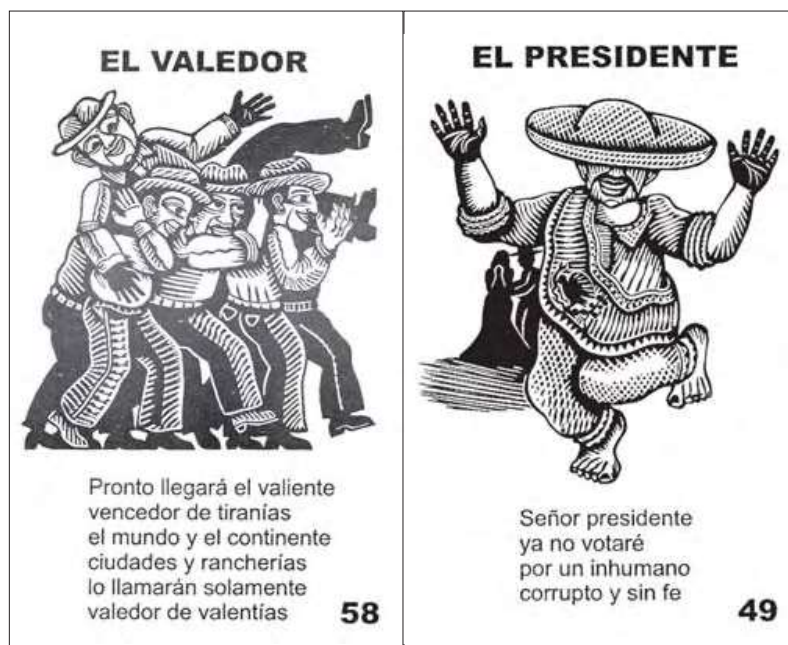 EL VALEDOR
Pronto llegará el valiente
vencedor de tiranías
el mundo y el continente
ciudades y rancherías
lo llamarán solamente
valedor de valentías
58
EL PRESIDENTE
Señor presidente
ya no votaré
por un inhumano
corrupto y sin fe
49